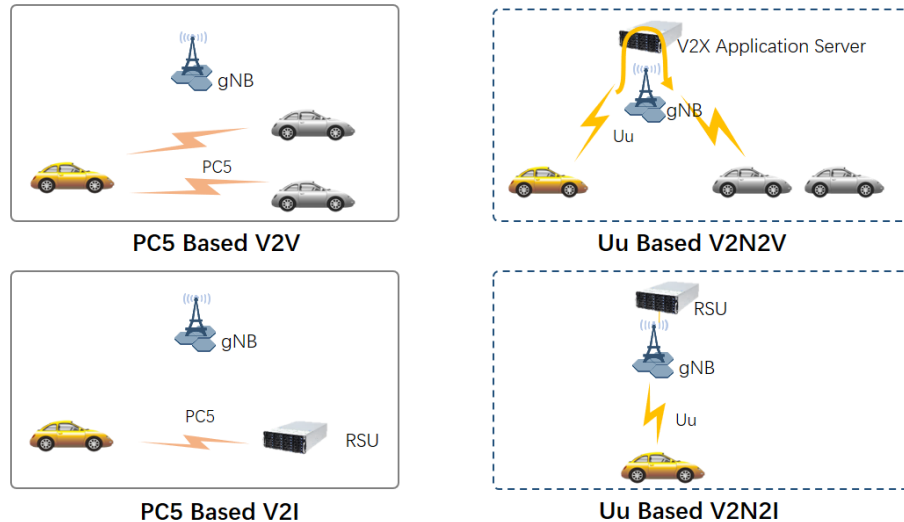 gNB
PC5
PC5 Based V2V
V2X Application Server
gNB
Uu
Uu Based V2N2V
gNB
PC5
RSU
PC5 Based V2I
RSU
gNB
Uu
Uu Based V2N2I